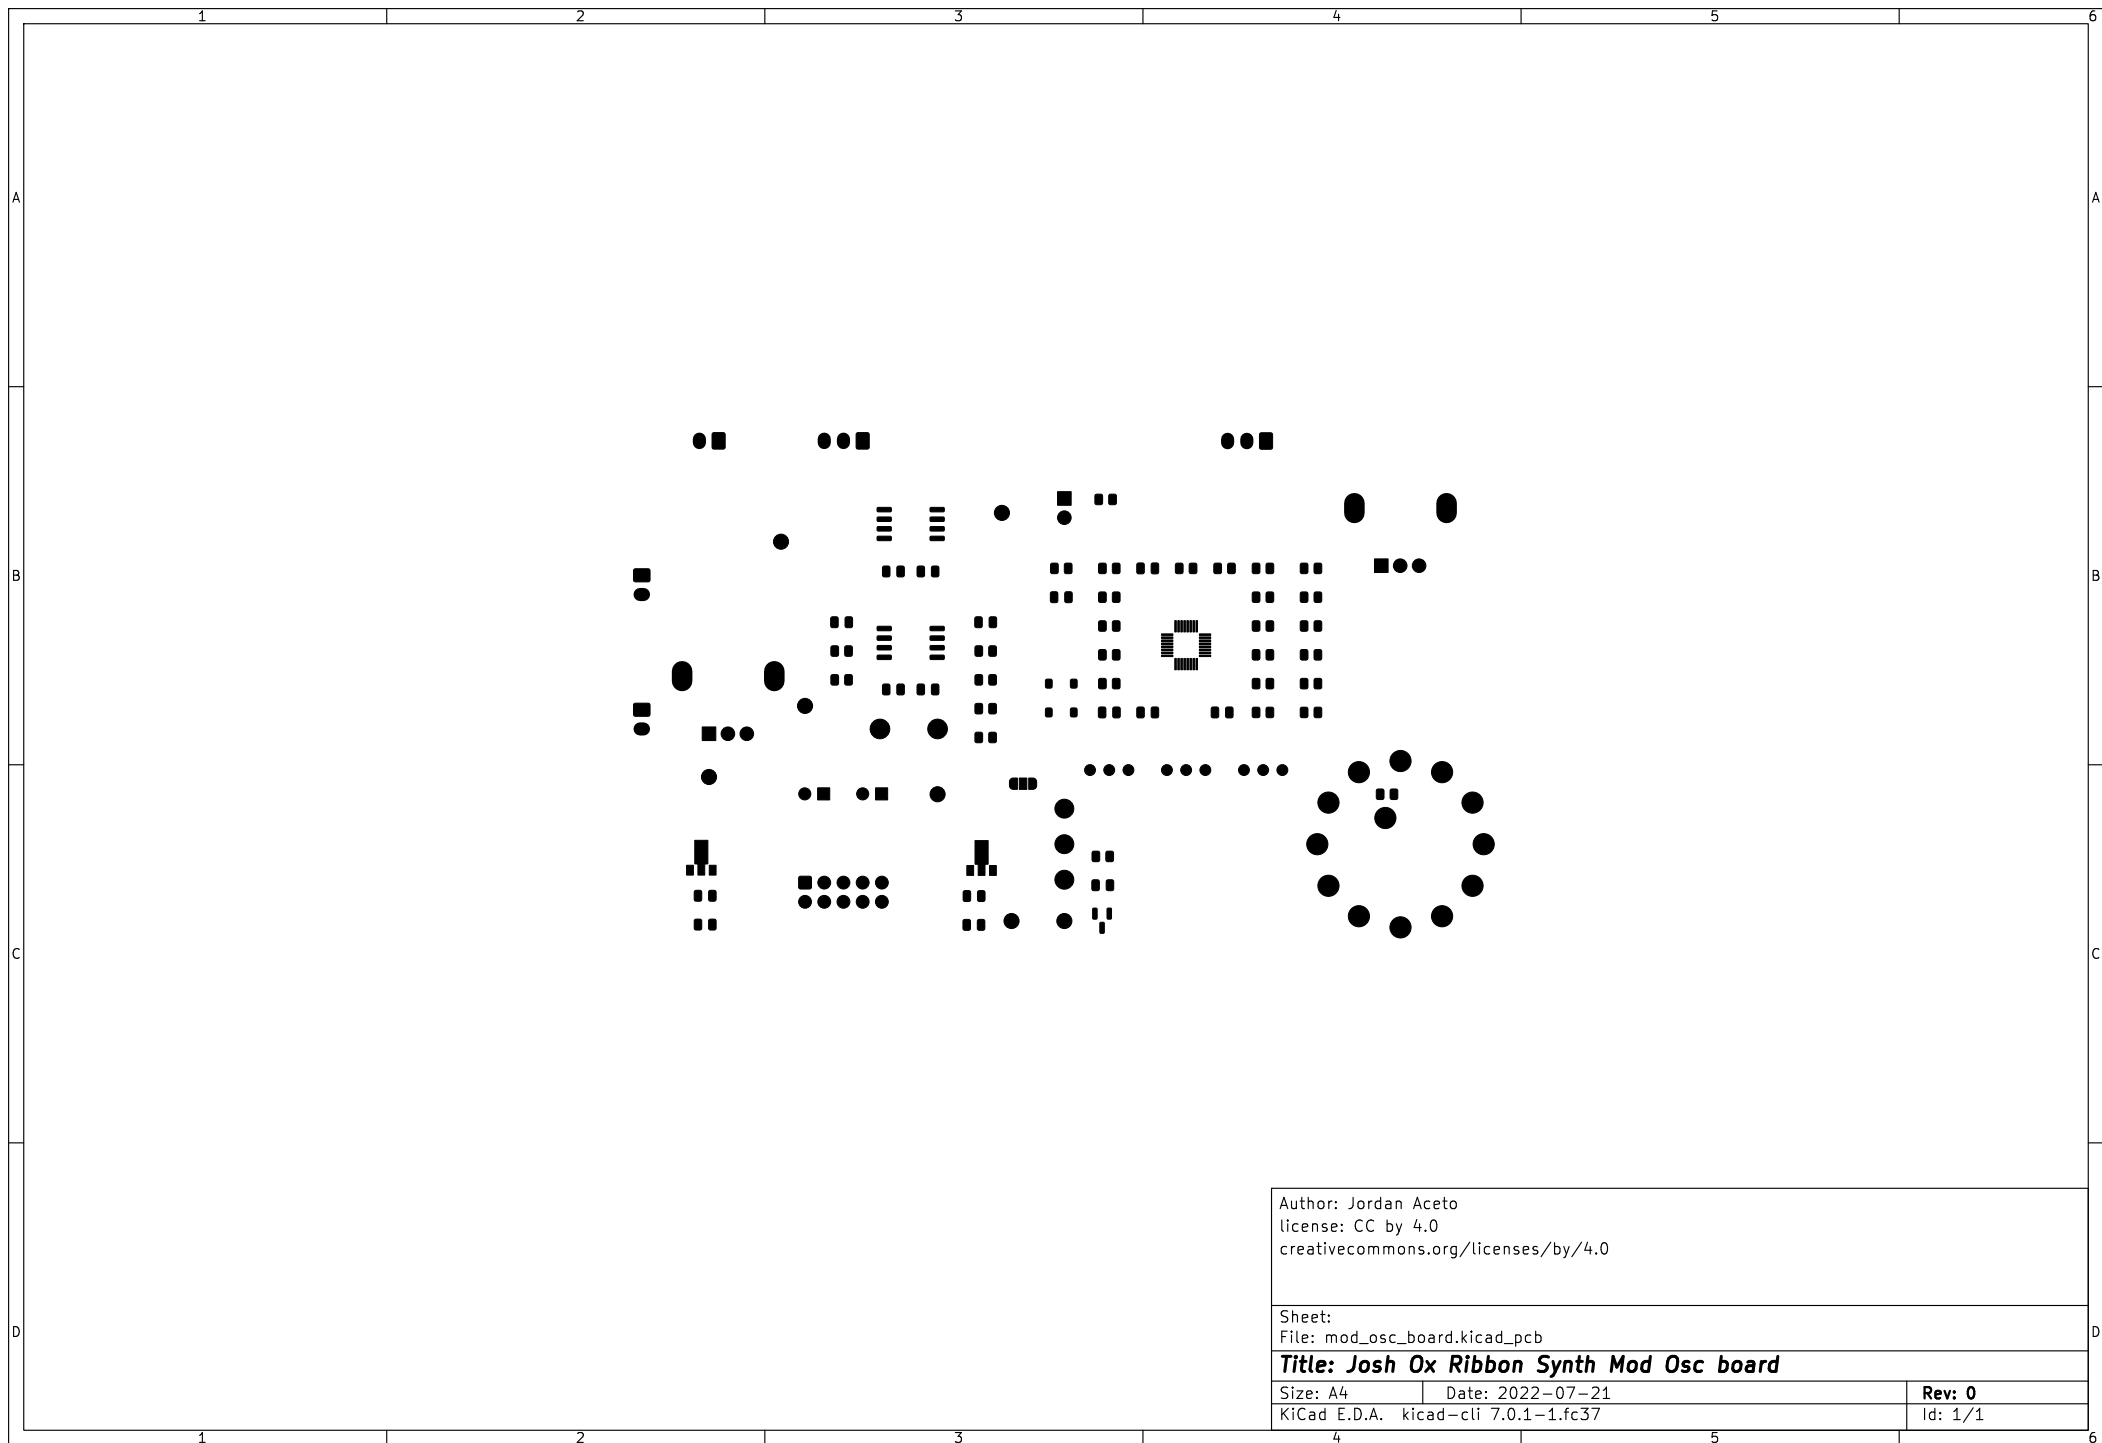 1 2 3 4 5 6
A A
B B
C C
D D
Author: Jordan Aceto
license: CC by 4.0
creativecommons.org/licenses/by/4.0
Sheet:
File: mod_osc_board.kicad_pcb
Title: Josh Ox Ribbon Synth Mod Osc board
Size: A4 Date: 2022-07-21 Rev: 0
KiCad E.D.A. kicad-cli 7.0.1-1.fc37 Id: 1/1
1 2 3 4 5 6